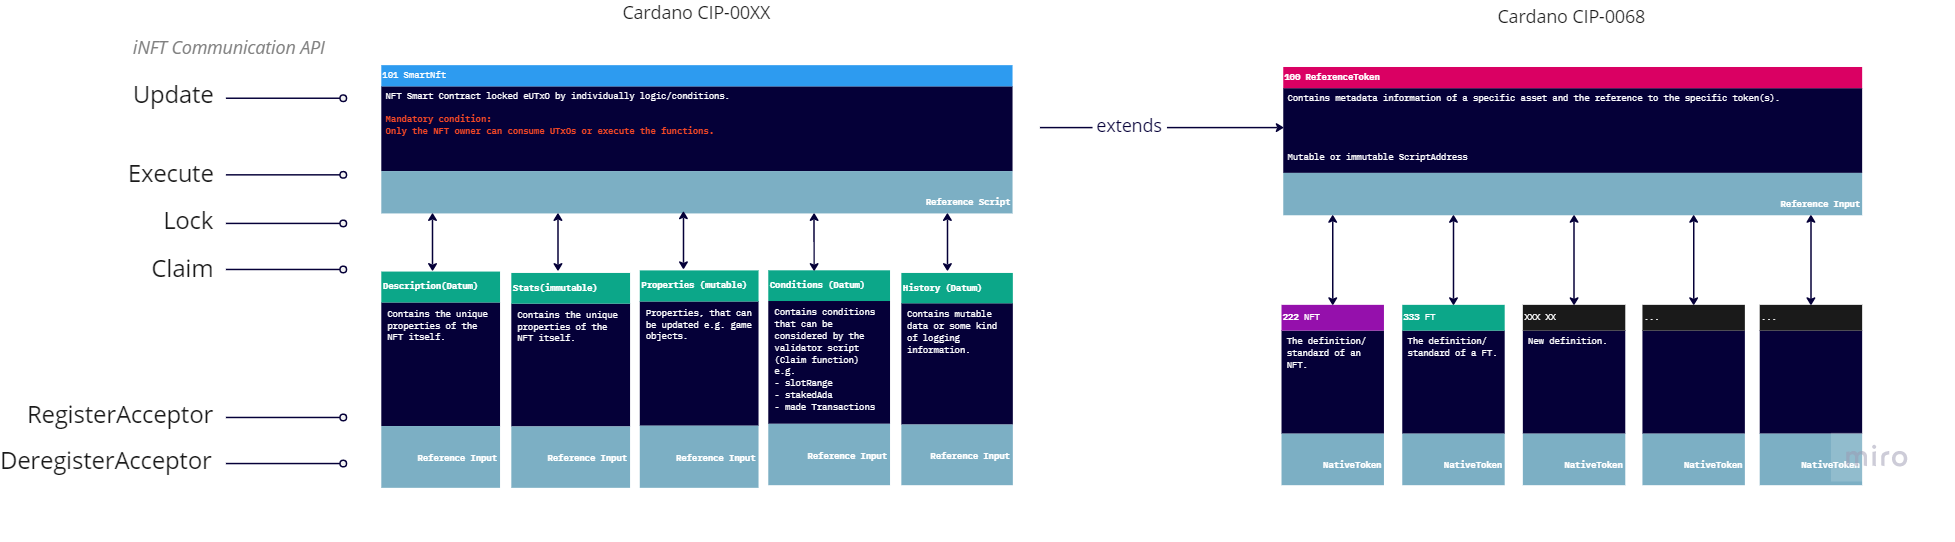 Cardano CIP-00XX
Cardano CIP-0068
iNFT Communication API
Update
Execute
Lock
Claim
RegisterAcceptor
DeregisterAcceptor
101 SmartNft
NFT Smart Contract locked eUTxO by individually logic/conditions.
Mandatory condition:
Only the NFT owner can consume UTxOs or execute the functions.
Reference Script
extends
100 ReferenceToken
Contains metadata information of a specific asset and the reference to the specific token(s).
Mutable or immutable ScriptAddress
Reference Input
Description(Datum)
Contains the unique
properties of the
NFT itself.
Reference Input
Stats(immutable)
Contains the unique
properties of the
NFT itself.
Reference Input
Properties (mutable)
Properties, that can
be updated e.g. game
objects.
Reference Input
Conditions (Datum)
Contains conditions
that can be
considered by the
validator script
(Claim function)
e.g.
- slotRange
- stakedAda
- made Transactions
Reference Input
History (Datum)
Contains mutable
data or some kind
of logging
information.
Reference Input
222 NFT
The definition/
standard of an
NFT.
NativeToken
333 FT
The definition/
standard of a FT.
NativeToken
XXX XX
New definition.
NativeToken
...
NativeToken
...
NativeToken
miro